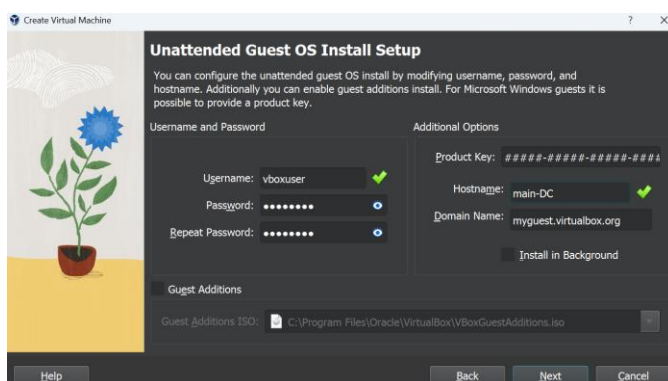 Create Virtual Machine
? X
Unattended Guest OS Install Setup
You can configure the unattended guest OS install by modifying username, password, and
hostname. Additionally you can enable guest additions install. For Microsoft Windows guests it is
possible to provide a product key.
Username and Password
Username: vboxuser
Password: ••••••••
Repeat Password: ••••••••
Additional Options
Product Key: #####-#####-#####-####
Hostname: main-DC
Domain Name: myguest.virtualbox.org
Install in Background
Guest Additions
Guest Additions ISO: C:\Program Files\Oracle\VirtualBox\VBoxGuestAdditions.iso
Help
Back
Next
Cancel